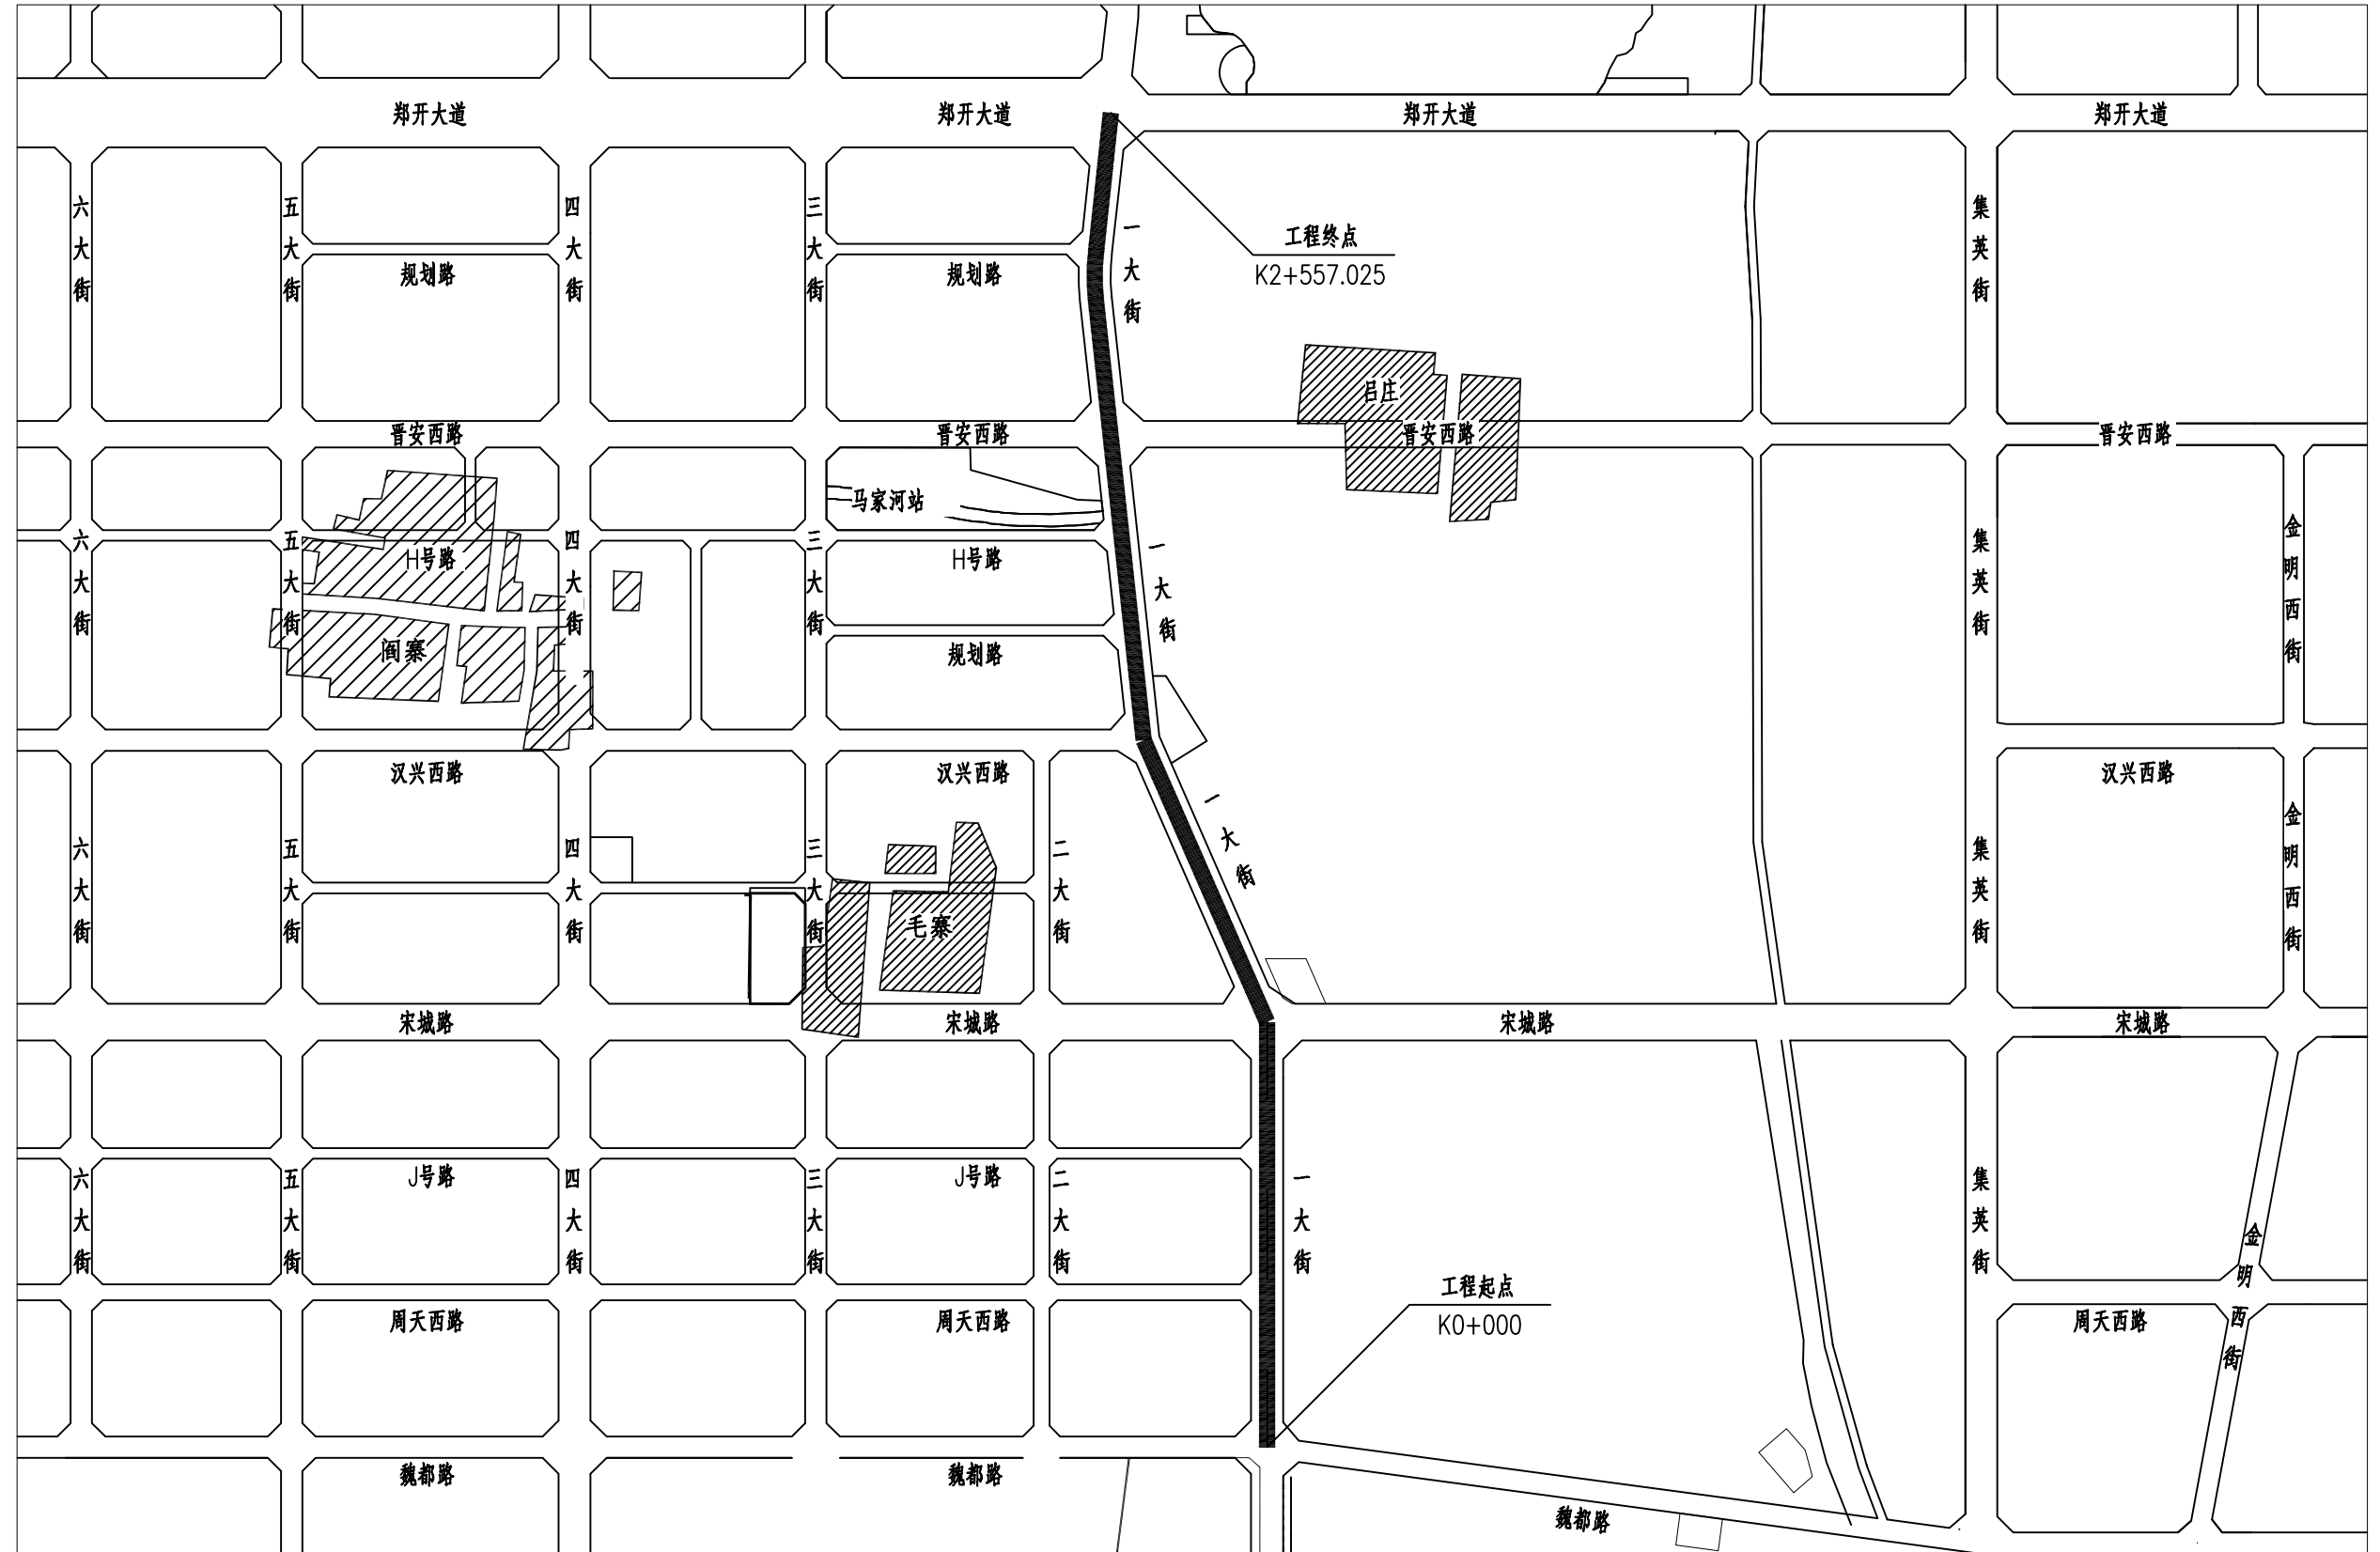 郑开大道
郑开大道
郑开大道
郑开大道
六大街
五大街
四大街
三大街
一大街
集英街
工程终点
K2+557.025
规划路
规划路
吕庄
晋安西路
晋安西路
晋安西路
晋安西路
马家河站
六大街
五大街
四大街
三大街
一大街
集英街
金明西街
H号路
H号路
阎寨
规划路
汉兴西路
汉兴西路
汉兴西路
六大街
五大街
四大街
三大街
二大街
一大街
集英街
金明西街
毛寨
宋城路
宋城路
宋城路
宋城路
六大街
五大街
四大街
三大街
二大街
一大街
集英街
金明西街
J号路
J号路
工程起点
K0+000
周天西路
周天西路
周天西路
魏都路
魏都路
魏都路